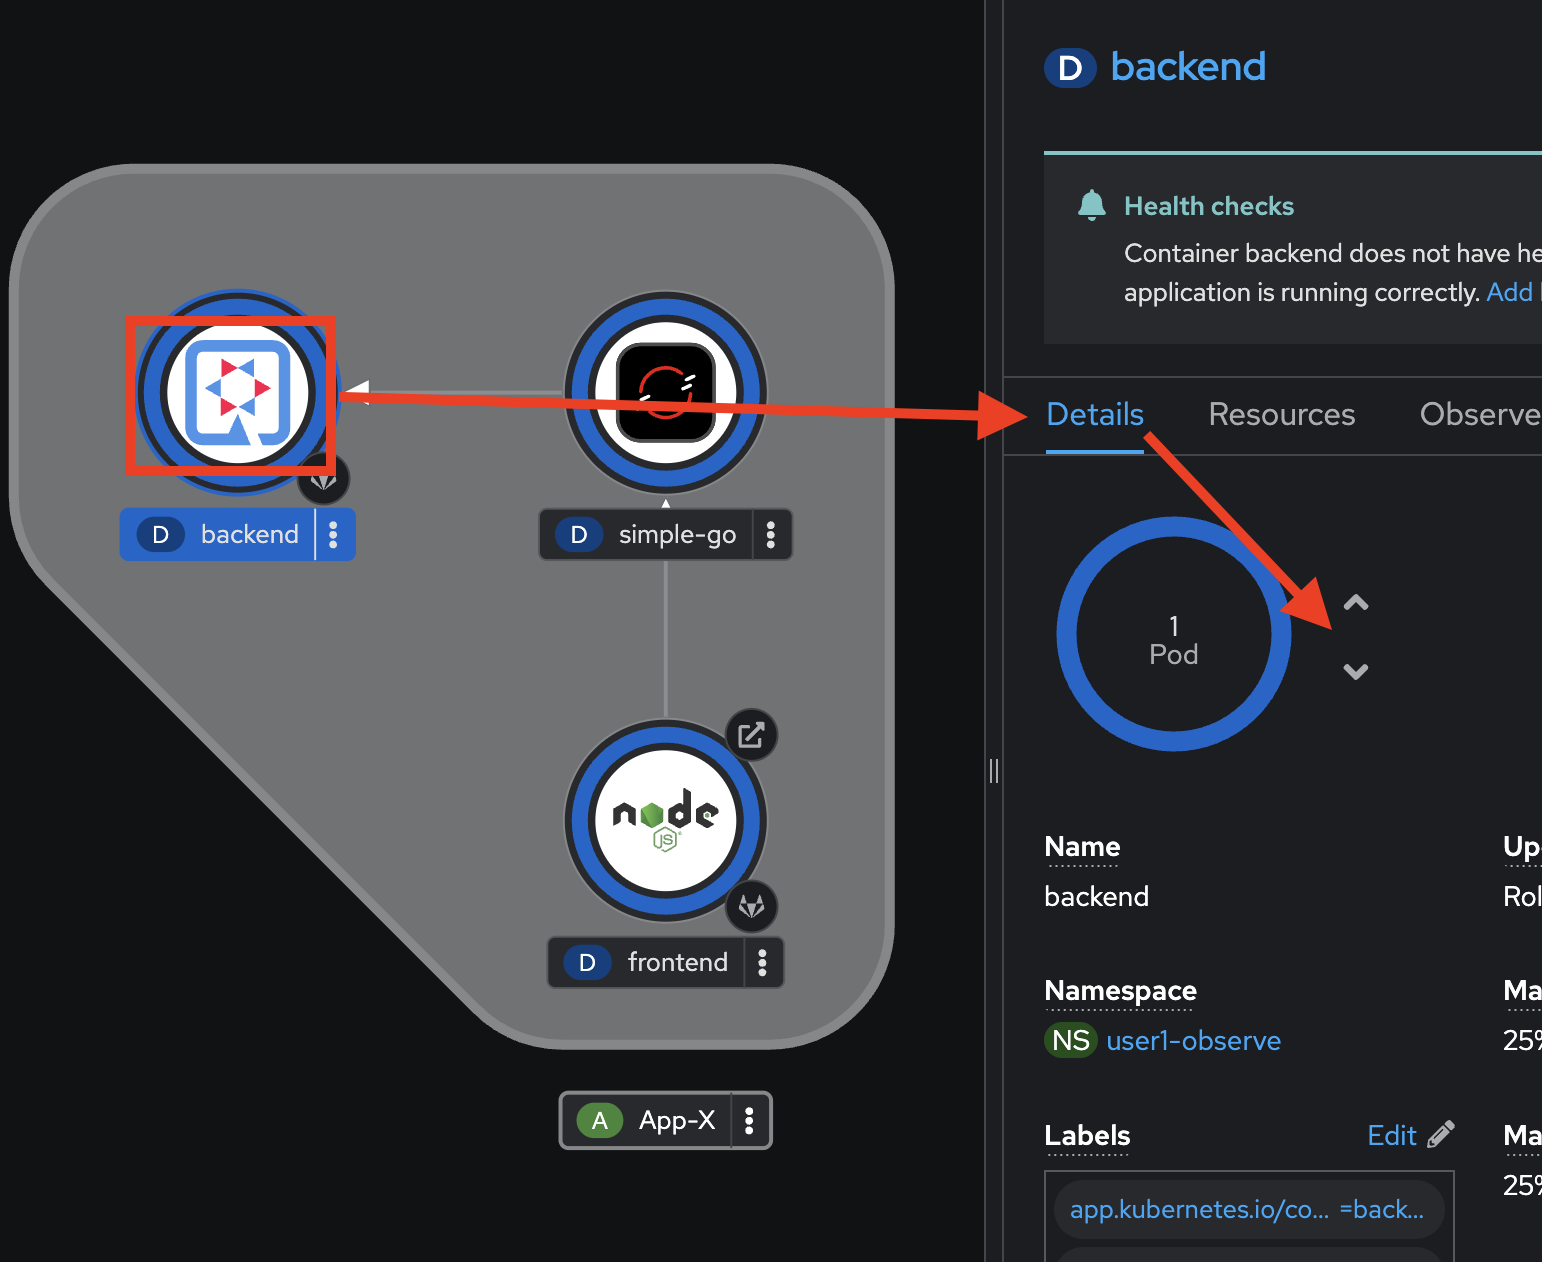 D backend
Health checks
Container backend does not have he
application is running correctly. Add
Details Resources Observe
D backend
D simple-go
1
Pod
node
JS
D frontend
A App-X
Name
backend
Up
Rol
Namespace
NS user1-observe
Ma
25%
Labels
Edit
Ma
25%
app.kubernetes.io/co... =back...